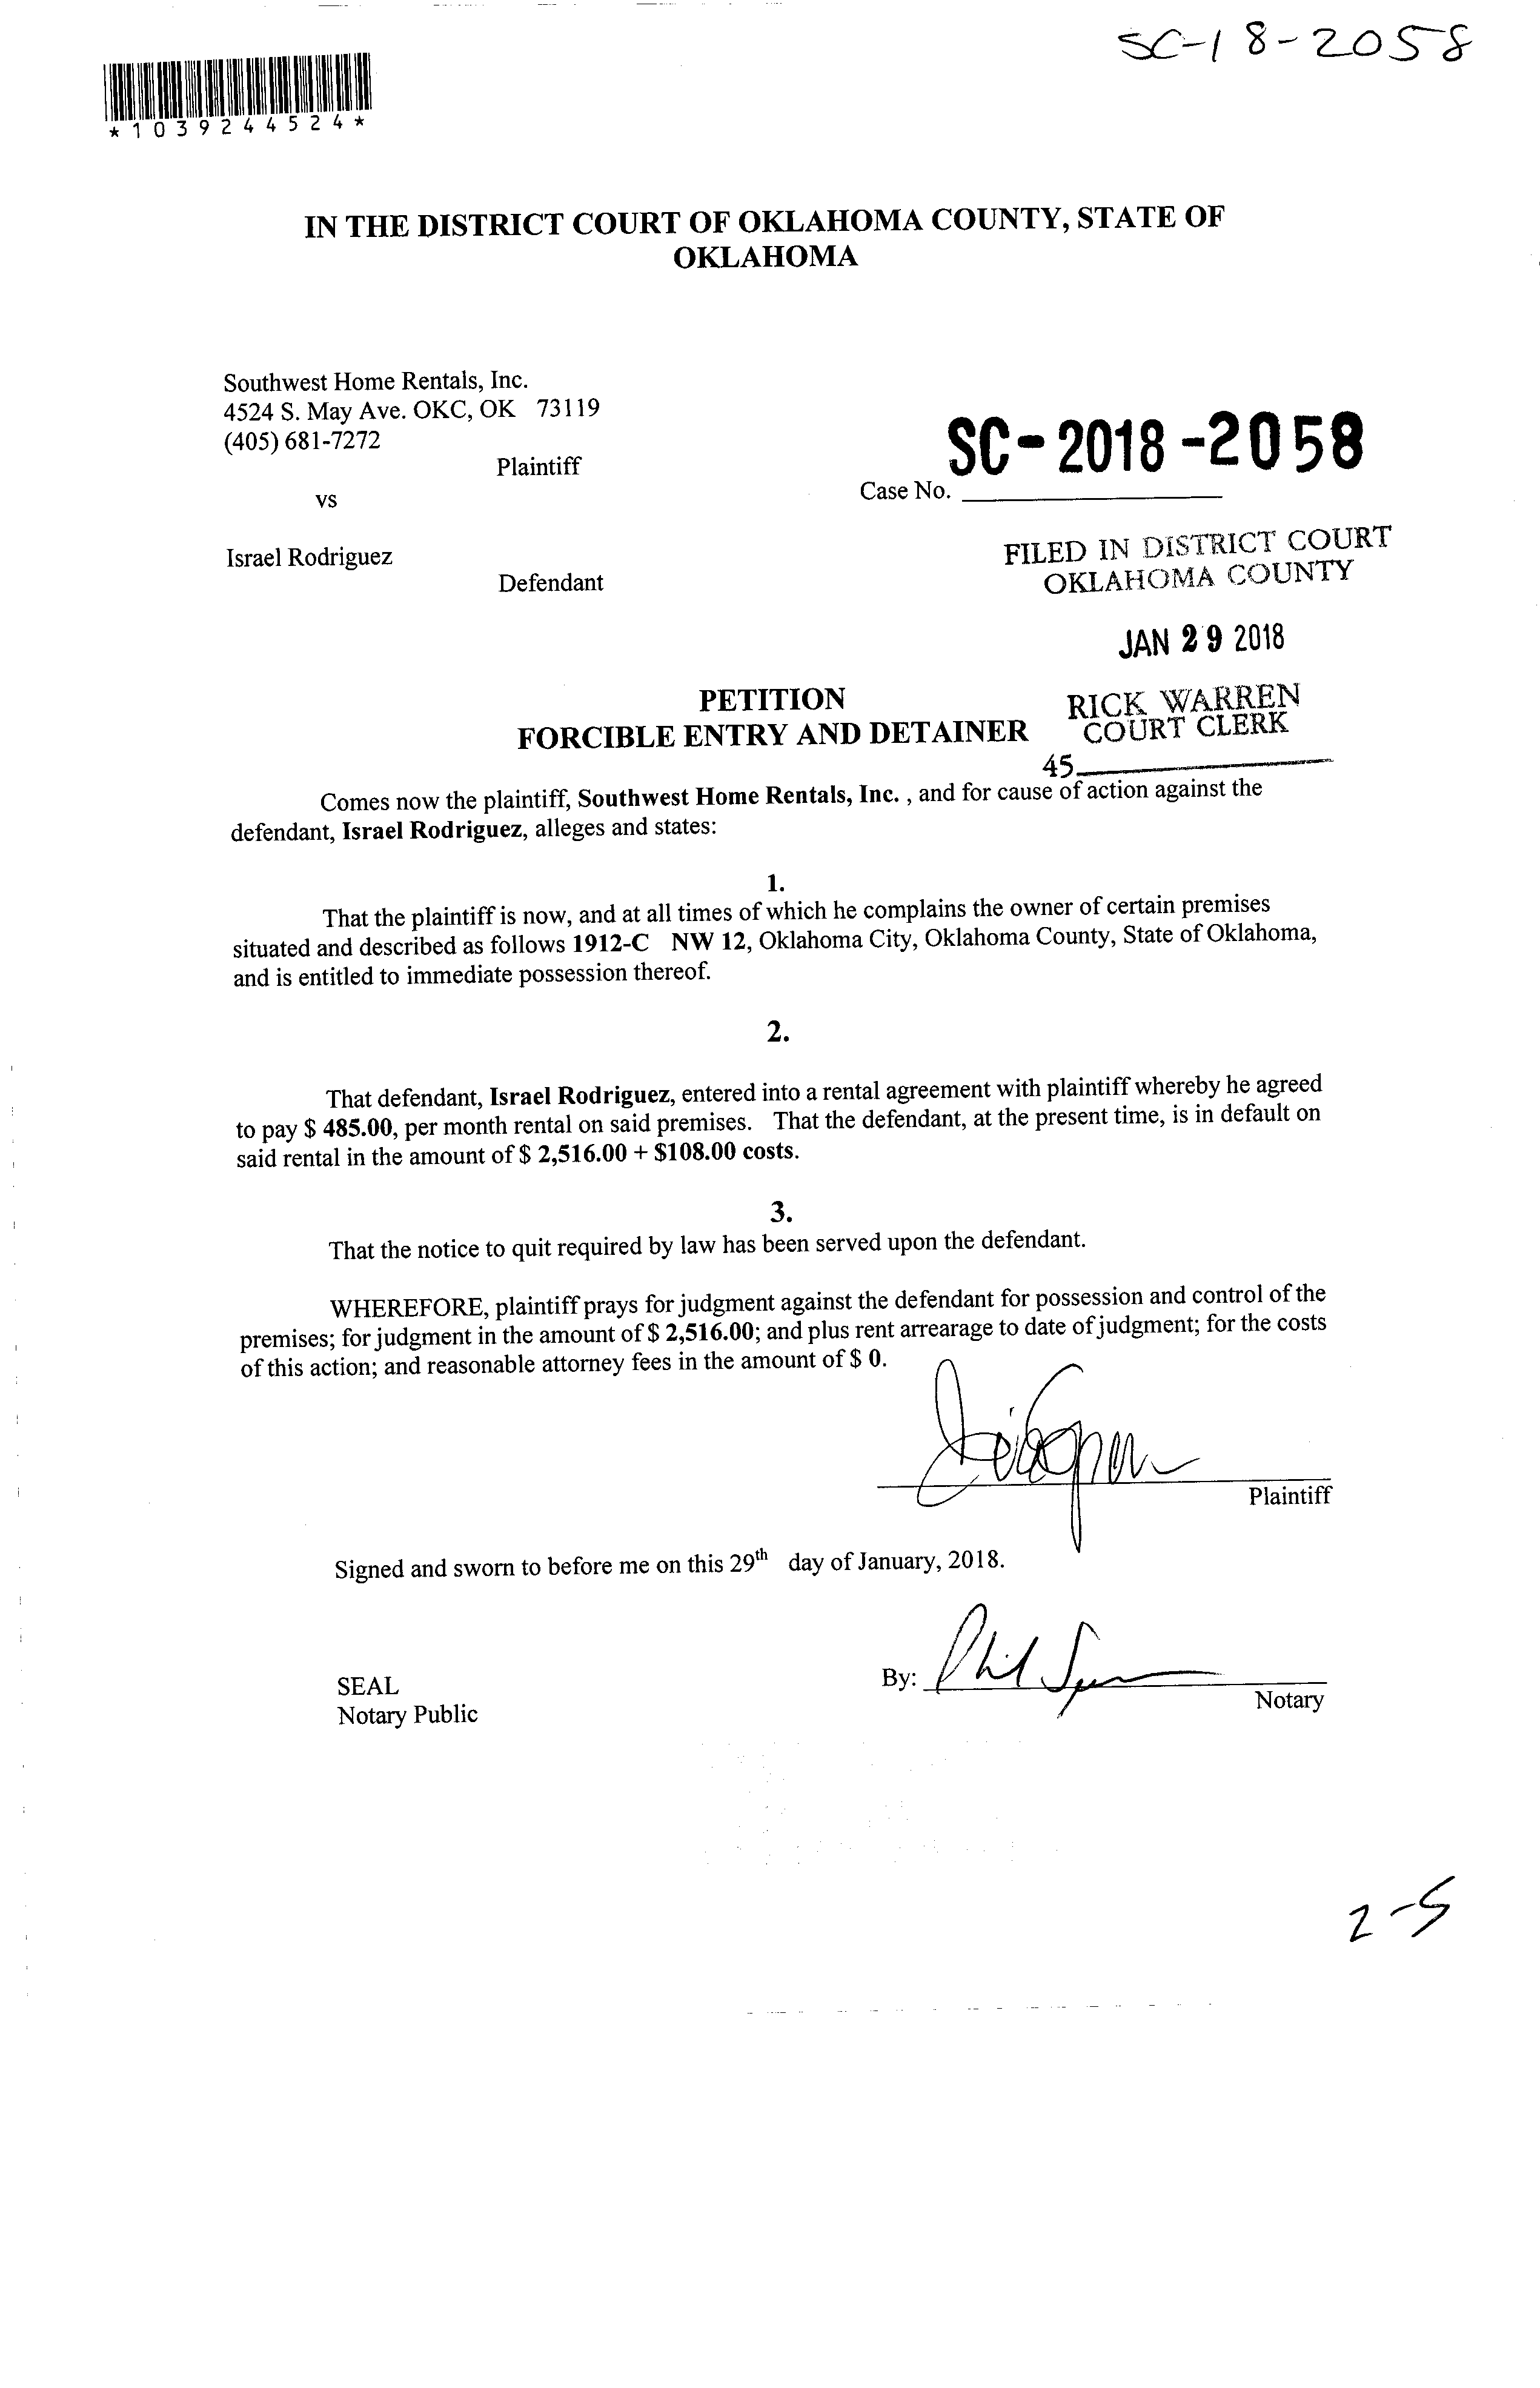 SC-18-2058
*1039244524*
IN THE DISTRICT COURT OF OKLAHOMA COUNTY, STATE OF
OKLAHOMA
Southwest Home Rentals, Inc.
4524 S. May Ave. OKC, OK 73119
(405) 681-7272
Plaintiff
vs
Israel Rodriguez
Defendant
SC-2018-2058
Case No.
FILED IN DISTRICT COURT
OKLAHOMA COUNTY
JAN 29 2018
RICK WARREN
COURT CLERK
45
PETITION
FORCIBLE ENTRY AND DETAINER
Comes now the plaintiff, Southwest Home Rentals, Inc. , and for cause of action against the
defendant, Israel Rodriguez, alleges and states:
1.
That the plaintiff is now, and at all times of which he complains the owner of certain premises
situated and described as follows 1912-C NW 12, Oklahoma City, Oklahoma County, State of Oklahoma,
and is entitled to immediate possession thereof.
2.
That defendant, Israel Rodriguez, entered into a rental agreement with plaintiff whereby he agreed
to pay $ 485.00, per month rental on said premises. That the defendant, at the present time, is in default on
said rental in the amount of $ 2,516.00 + $108.00 costs.
3.
That the notice to quit required by law has been served upon the defendant.
WHEREFORE, plaintiff prays for judgment against the defendant for possession and control of the
premises; for judgment in the amount of $ 2,516.00; and plus rent arrearage to date of judgment; for the costs
of this action; and reasonable attorney fees in the amount of $ 0.
Plaintiff
Signed and sworn to before me on this 29th day of January, 2018.
SEAL
Notary Public
By: Phil
Notary
2-5